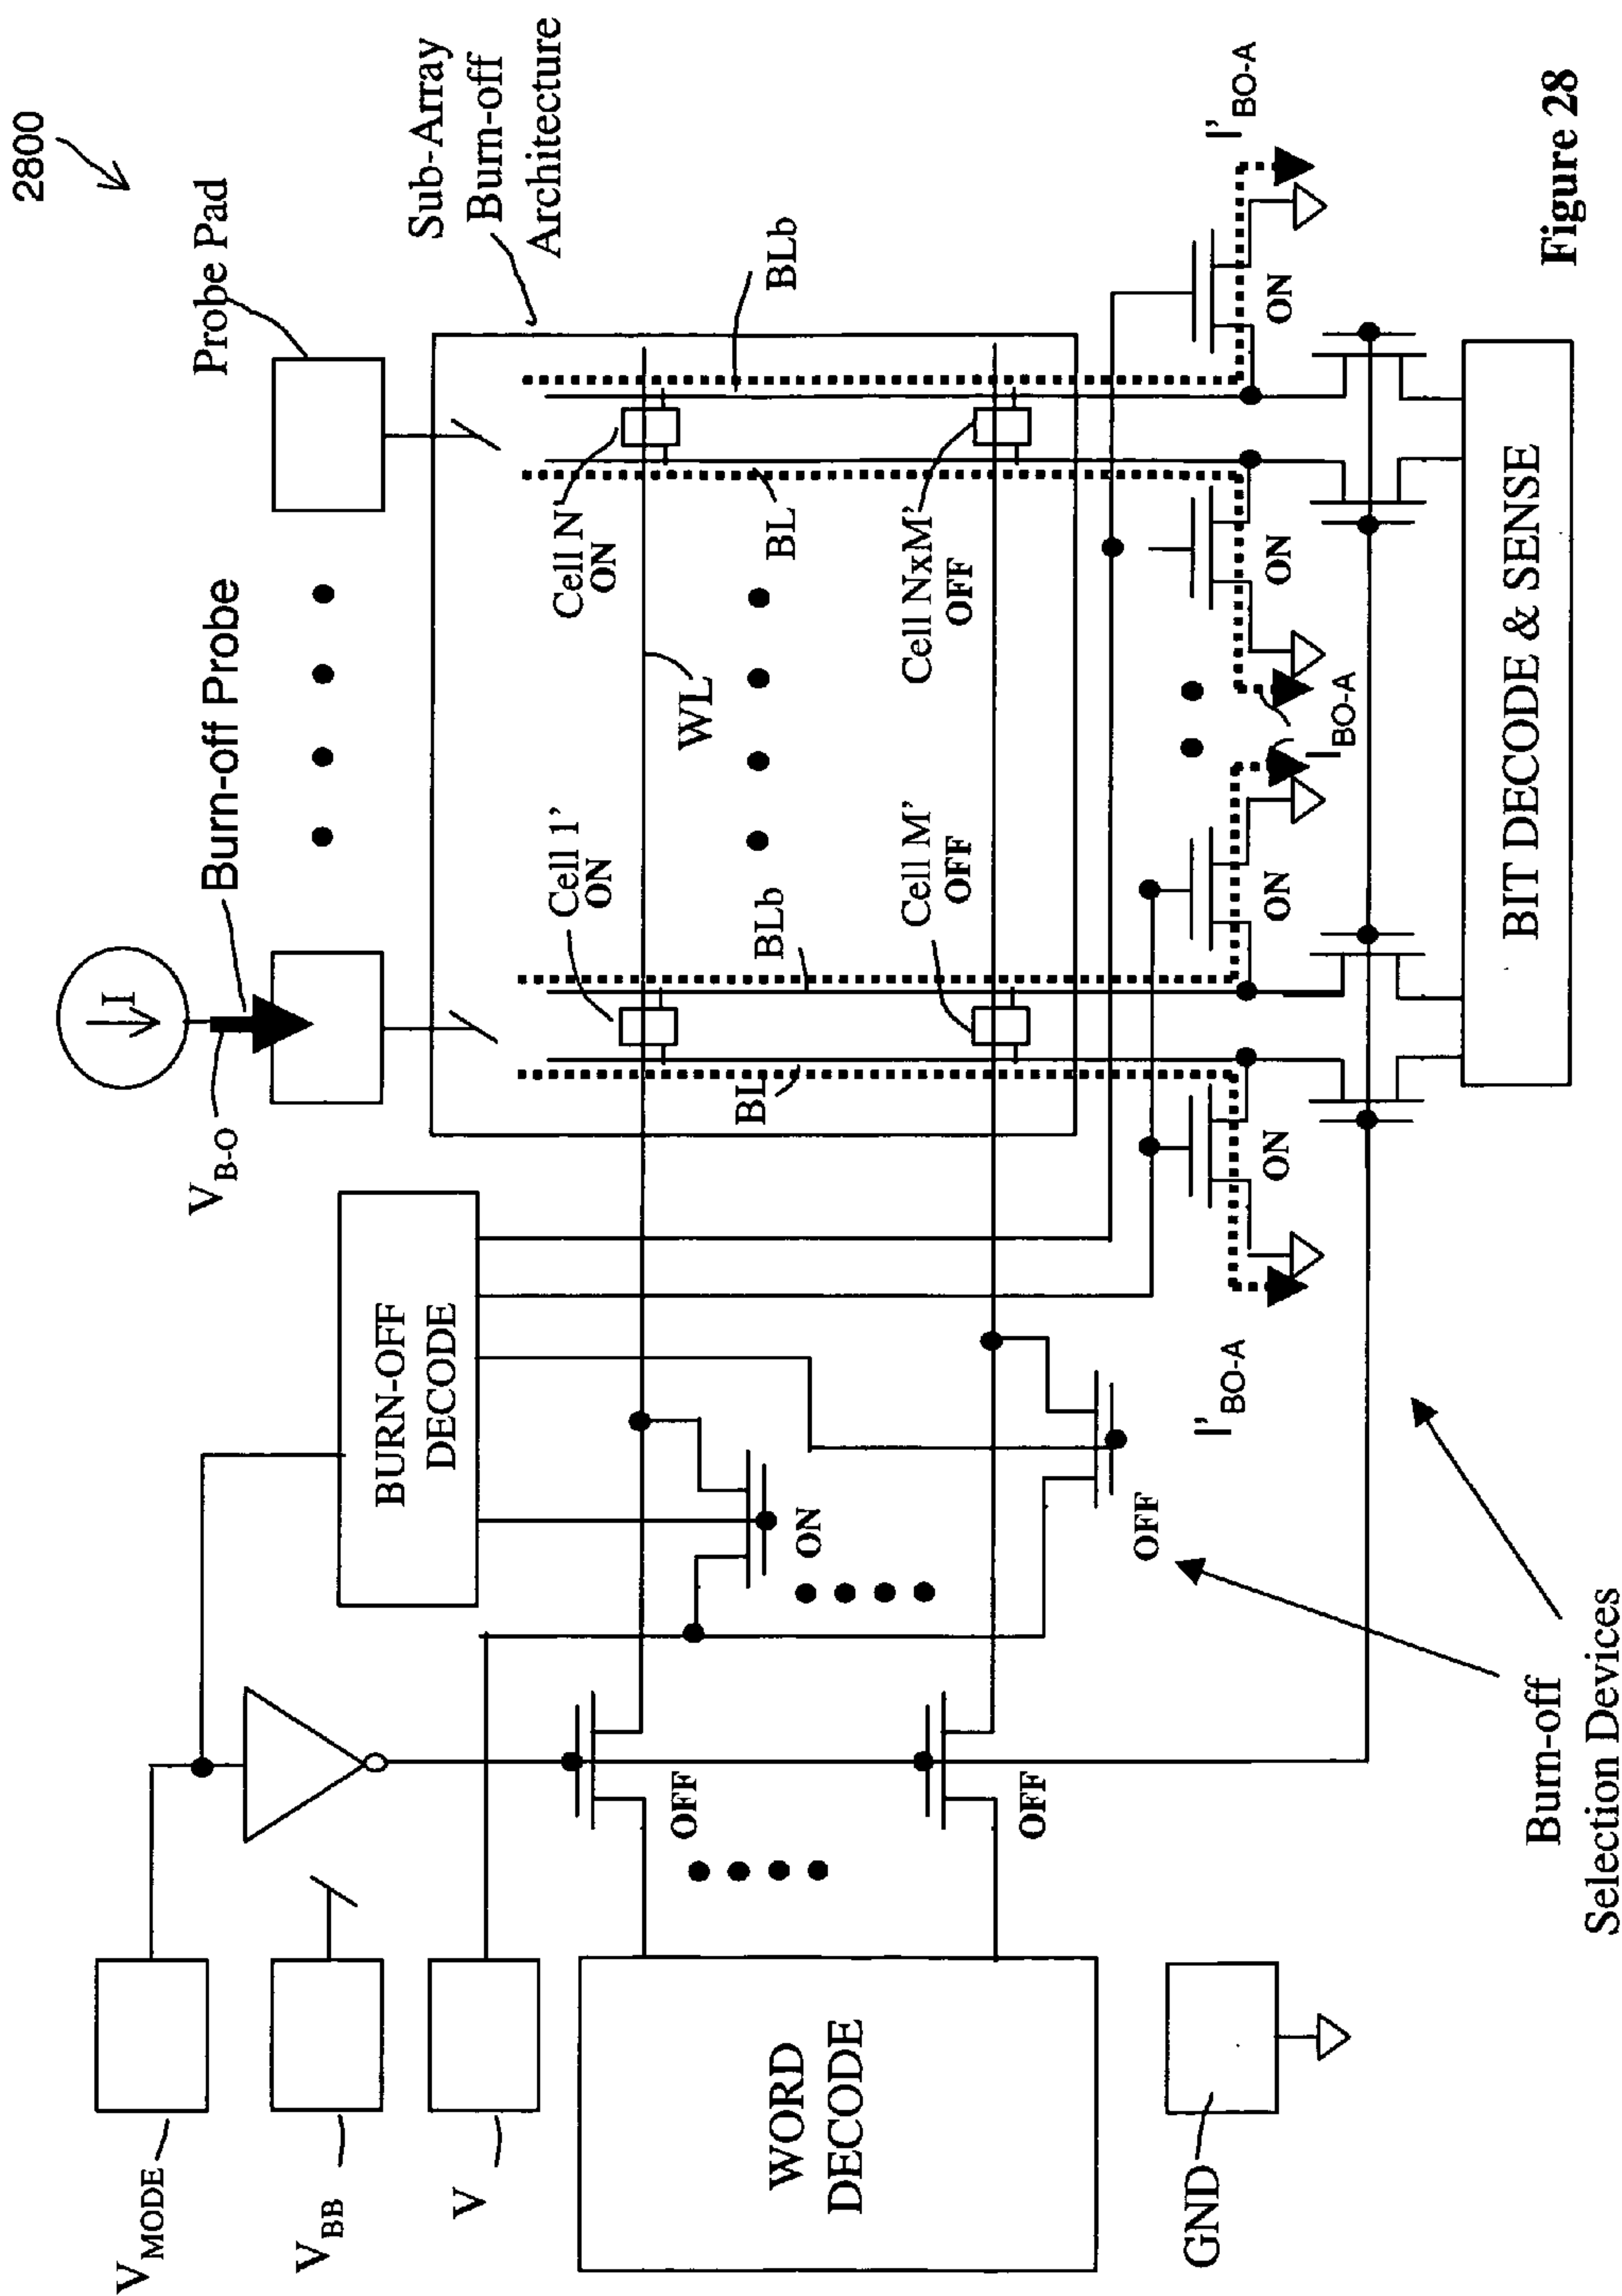 2800
Probe Pad
Burn-off Probe
I
V_B-O
Sub-Array
Burn-off
Architecture
V_MODE
V_BB
V
BURN-OFF
DECODE
Cell 1'
ON
Cell N'
ON
WL
BL
BLb
BL
BLb
Cell M'
OFF
Cell NxM'
OFF
OFF
ON
OFF
OFF
WORD
DECODE
GND
I'_BO-A
ON
ON
I_BO-A
ON
ON
I'_BO-A
BIT DECODE & SENSE
Burn-off
Selection Devices
Figure 28